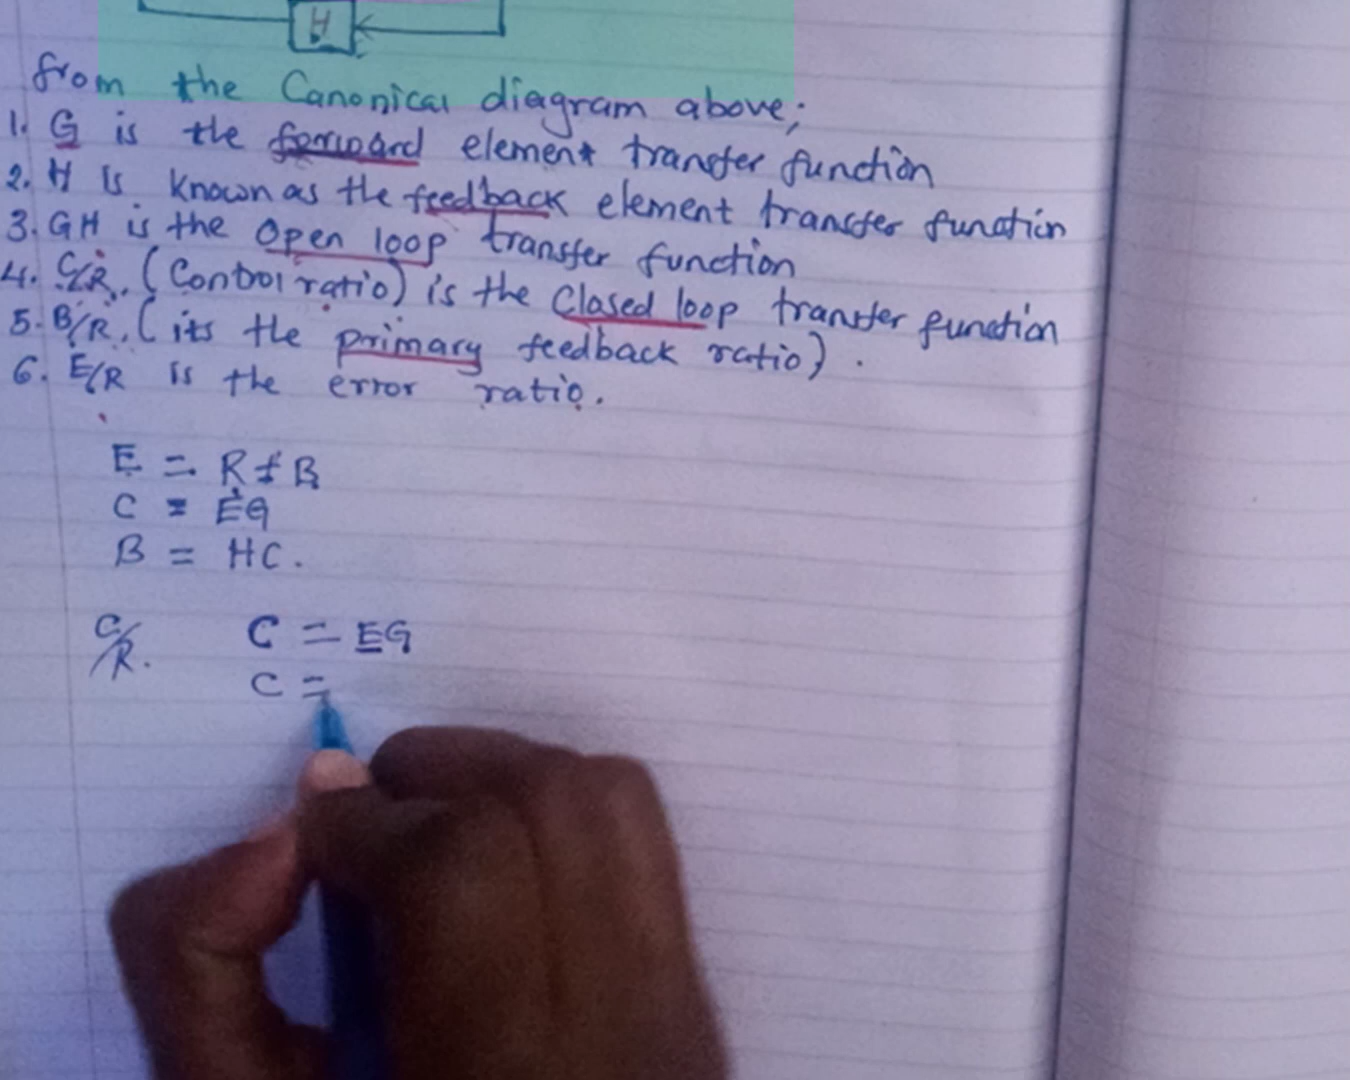 H
from the Canonical diagram above;
1. G is the forward element transfer function
2. H is known as the feedback element transfer function
3. GH is the open loop transfer function
4. C/R. (Control ratio) is the Closed loop transfer function
5. B/R. (its the primary feedback ratio).
6. E/R is the error ratio.
E = R ± B
C = EG
B = HC.
C/R. C = EG
C =